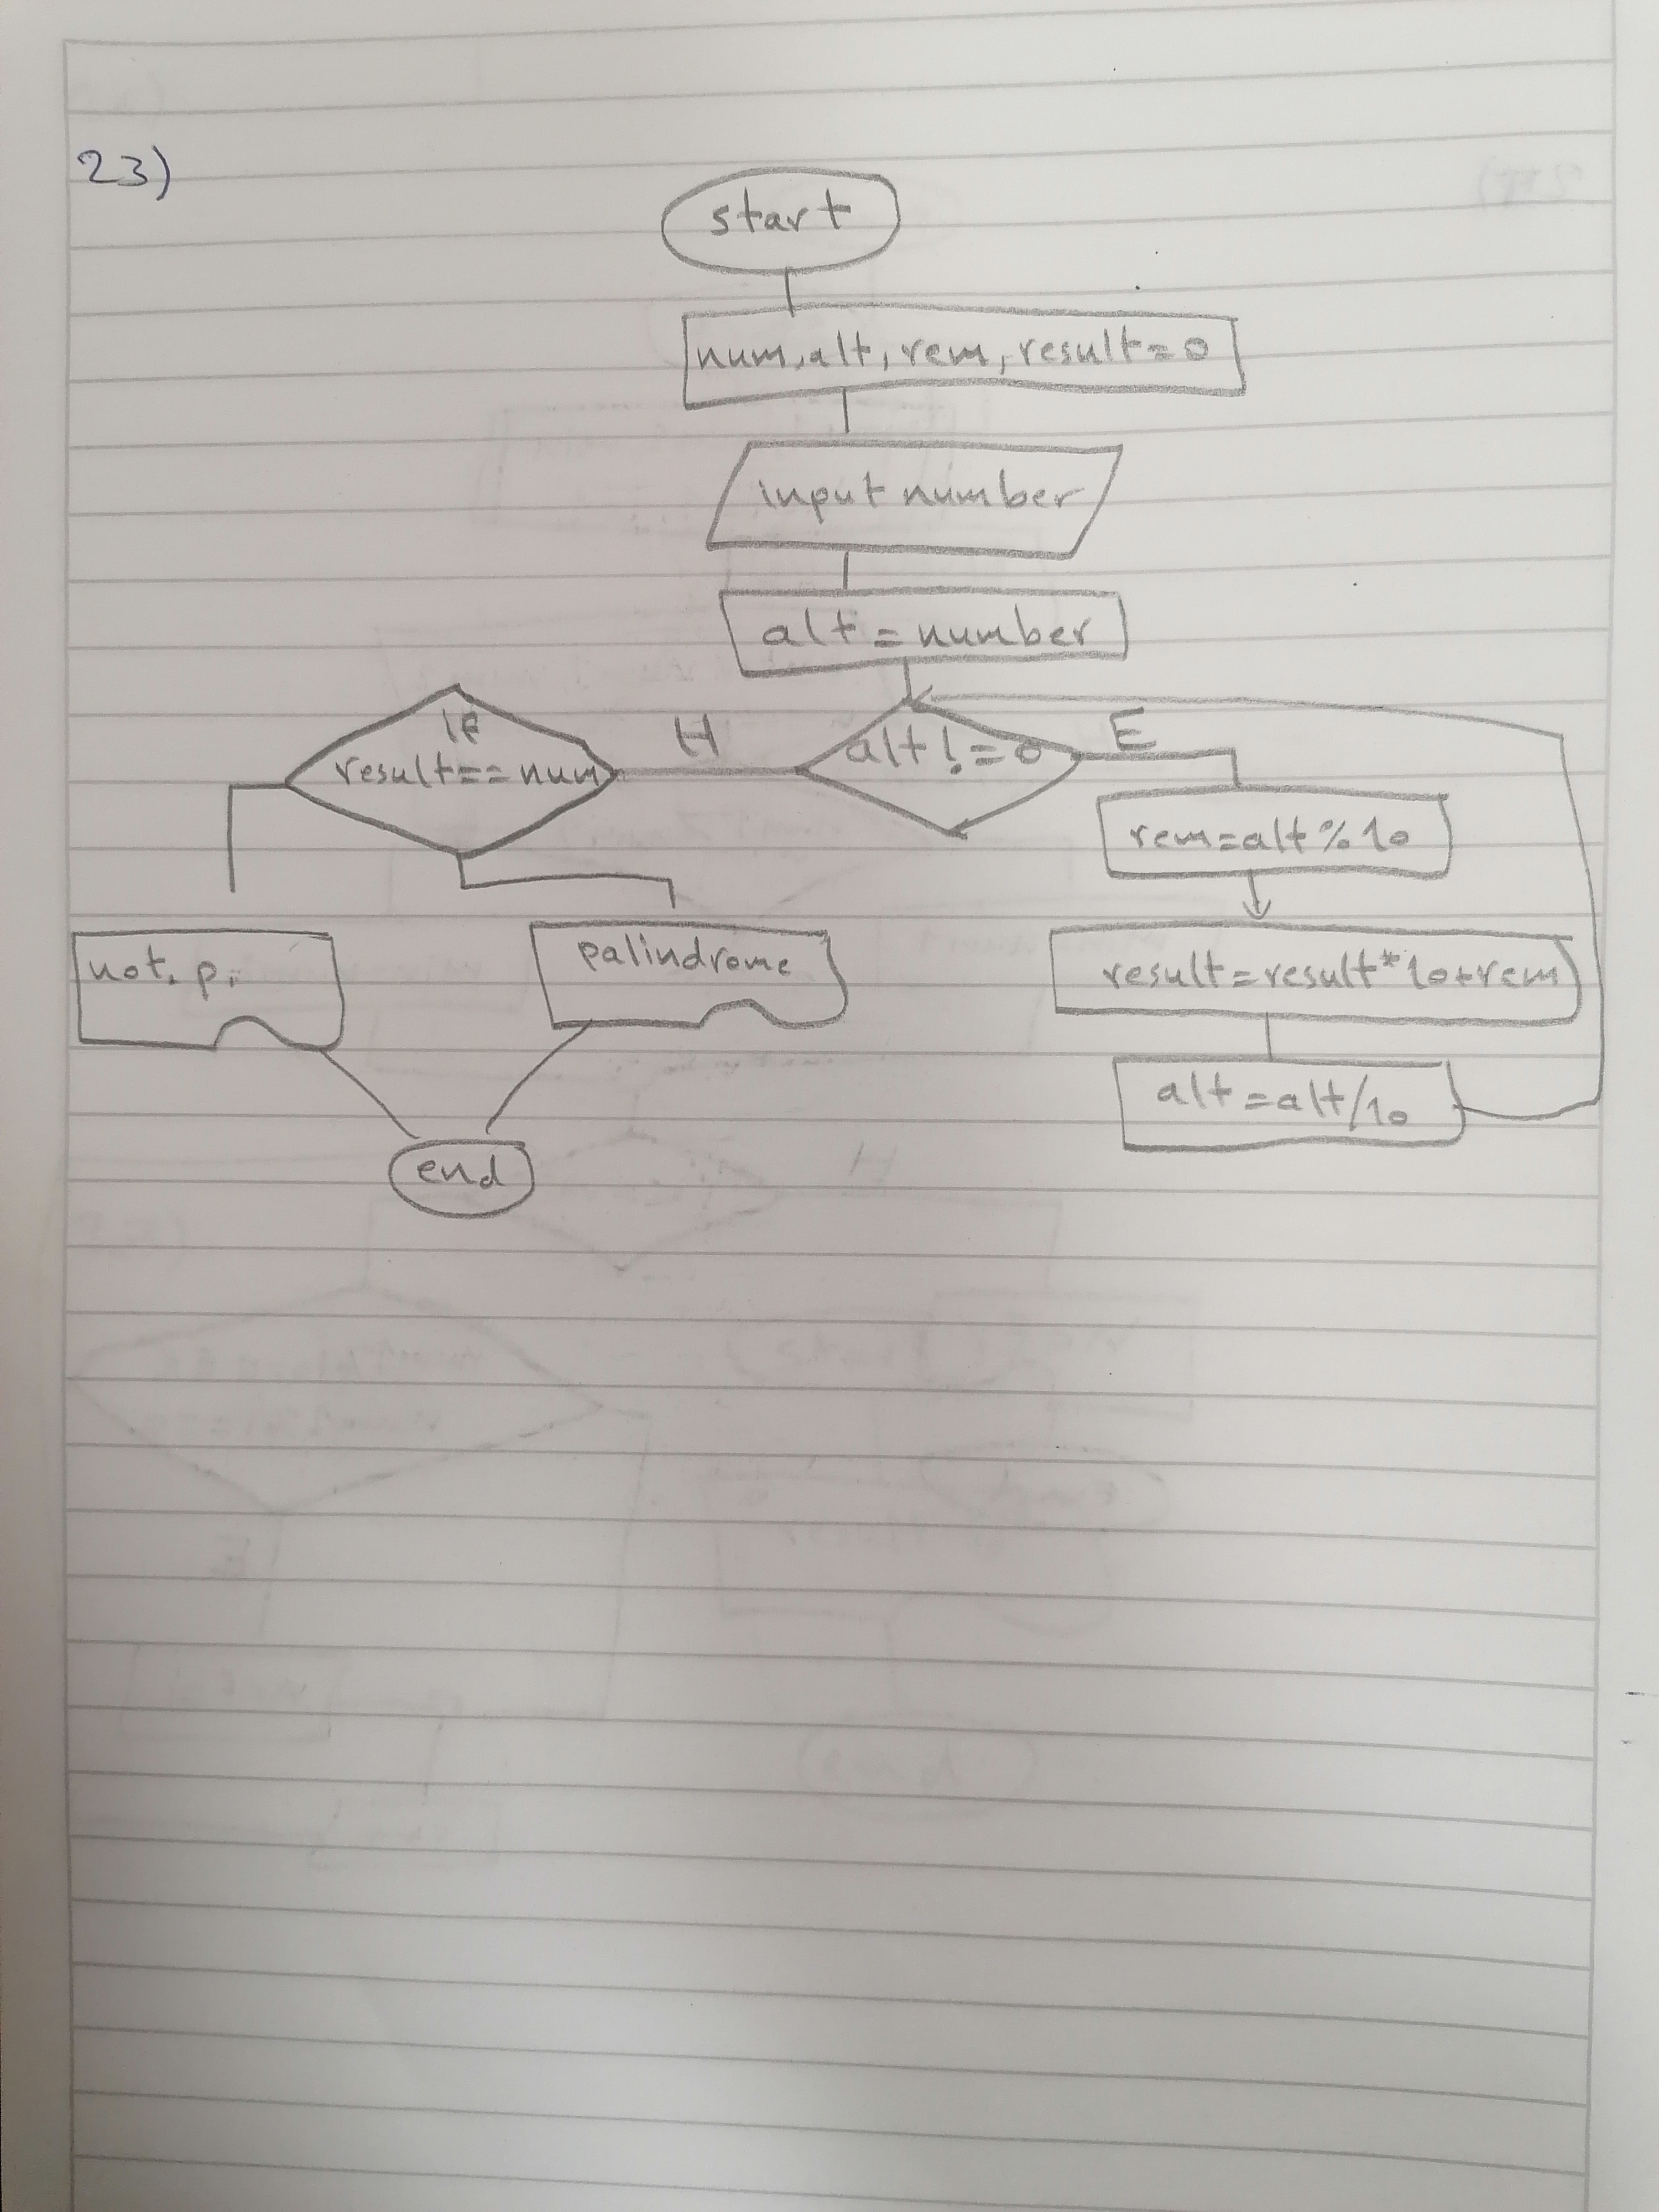 23)
start
num, alt, rem, result=0
input number
alt = number
alt != 0
H
E
If
result==num
rem=alt%10
result=result*10+rem
alt=alt/10
not. p.
palindrome
end